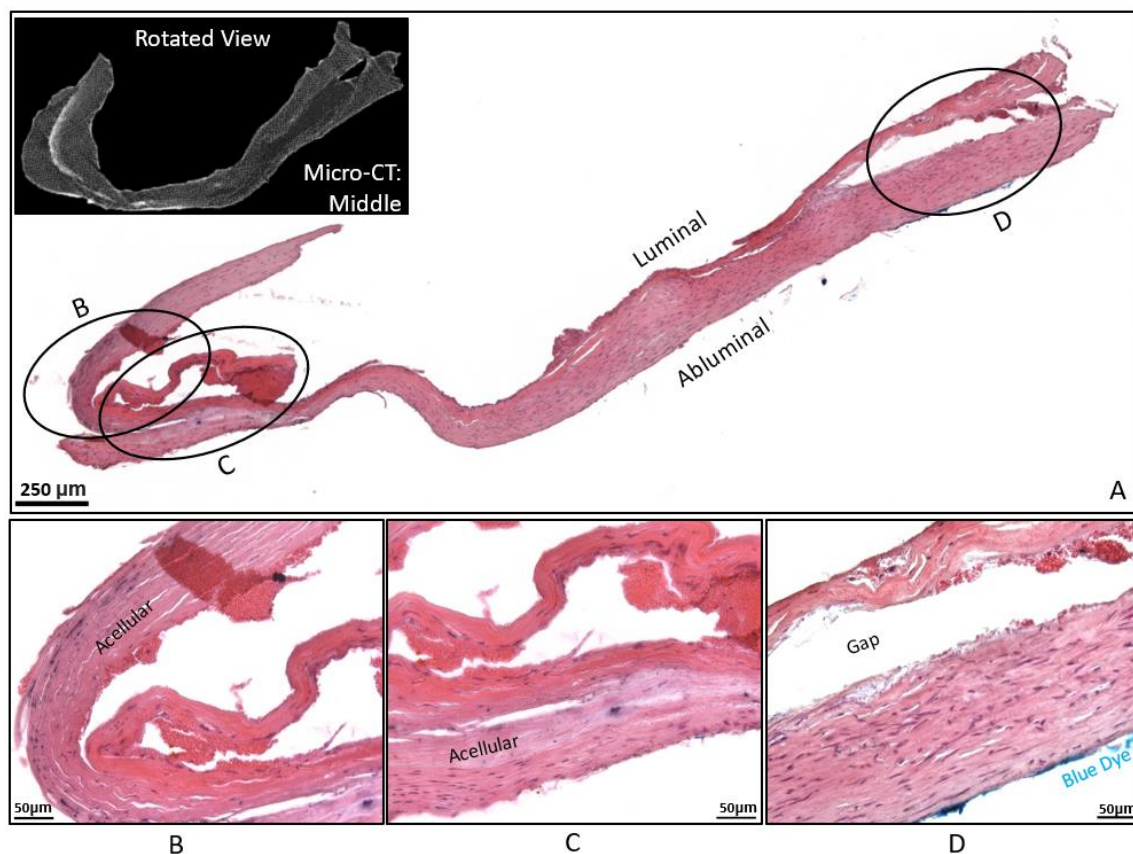 Rotated View
Micro-CT:
Middle
B
C
D
Luminal
Abluminal
250 µm
A
Acellular
50µm
B
Acellular
50µm
C
Gap
Blue Dye
50µm
D